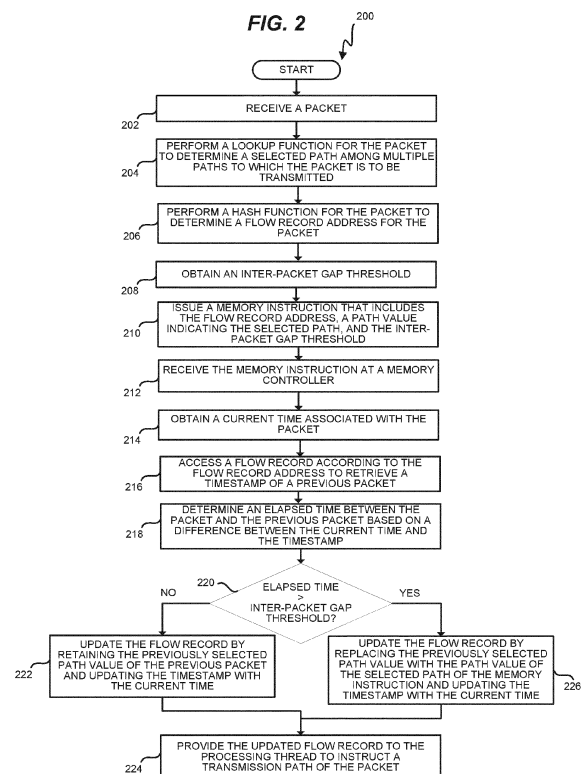 FIG. 2
200
START
RECEIVE A PACKET
202
PERFORM A LOOKUP FUNCTION FOR THE PACKET
TO DETERMINE A SELECTED PATH AMONG MULTIPLE
PATHS TO WHICH THE PACKET IS TO BE
TRANSMITTED
204
PERFORM A HASH FUNCTION FOR THE PACKET TO
DETERMINE A FLOW RECORD ADDRESS FOR THE
PACKET
206
OBTAIN AN INTER-PACKET GAP THRESHOLD
208
ISSUE A MEMORY INSTRUCTION THAT INCLUDES
THE FLOW RECORD ADDRESS, A PATH VALUE
INDICATING THE SELECTED PATH, AND THE INTER-
PACKET GAP THRESHOLD
210
RECEIVE THE MEMORY INSTRUCTION AT A MEMORY
CONTROLLER
212
OBTAIN A CURRENT TIME ASSOCIATED WITH THE
PACKET
214
ACCESS A FLOW RECORD ACCORDING TO THE
FLOW RECORD ADDRESS TO RETRIEVE A
TIMESTAMP OF A PREVIOUS PACKET
216
DETERMINE AN ELAPSED TIME BETWEEN THE
PACKET AND THE PREVIOUS PACKET BASED ON A
DIFFERENCE BETWEEN THE CURRENT TIME AND
THE TIMESTAMP
218
220
ELAPSED TIME
>
INTER-PACKET GAP
THRESHOLD?
NO
YES
UPDATE THE FLOW RECORD BY
RETAINING THE PREVIOUSLY SELECTED
PATH VALUE OF THE PREVIOUS PACKET
AND UPDATING THE TIMESTAMP WITH
THE CURRENT TIME
222
UPDATE THE FLOW RECORD BY
REPLACING THE PREVIOUSLY SELECTED
PATH VALUE WITH THE PATH VALUE OF
THE SELECTED PATH OF THE MEMORY
INSTRUCTION AND UPDATING THE
TIMESTAMP WITH THE CURRENT TIME
226
PROVIDE THE UPDATED FLOW RECORD TO THE
PROCESSING THREAD TO INSTRUCT A
TRANSMISSION PATH OF THE PACKET
224